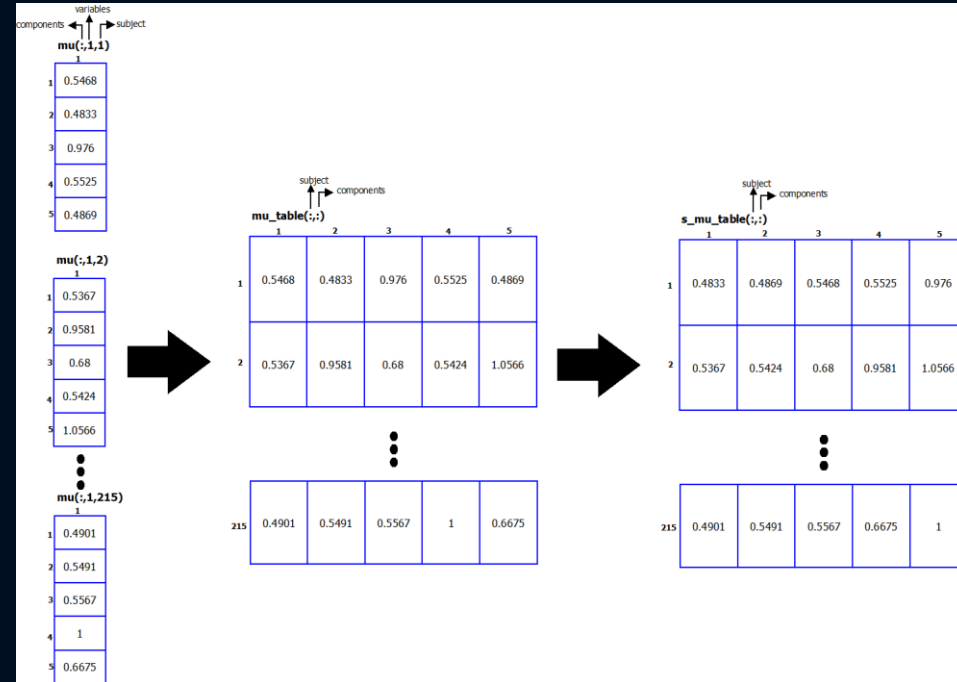 variables
components
subject
mu(:,1,1)
1
1 0.5468
2 0.4833
3 0.976
4 0.5525
5 0.4869
mu(:,1,2)
1
1 0.5367
2 0.9581
3 0.68
4 0.5424
5 1.0566
mu(:,1,215)
1
1 0.4901
2 0.5491
3 0.5567
4 1
5 0.6675
subject
components
mu_table(:,:)
1 2 3 4 5
1 0.5468 0.4833 0.976 0.5525 0.4869
2 0.5367 0.9581 0.68 0.5424 1.0566
215 0.4901 0.5491 0.5567 1 0.6675
subject
components
s_mu_table(:,:)
1 2 3 4 5
1 0.4833 0.4869 0.5468 0.5525 0.976
2 0.5367 0.5424 0.68 0.9581 1.0566
215 0.4901 0.5491 0.5567 0.6675 1